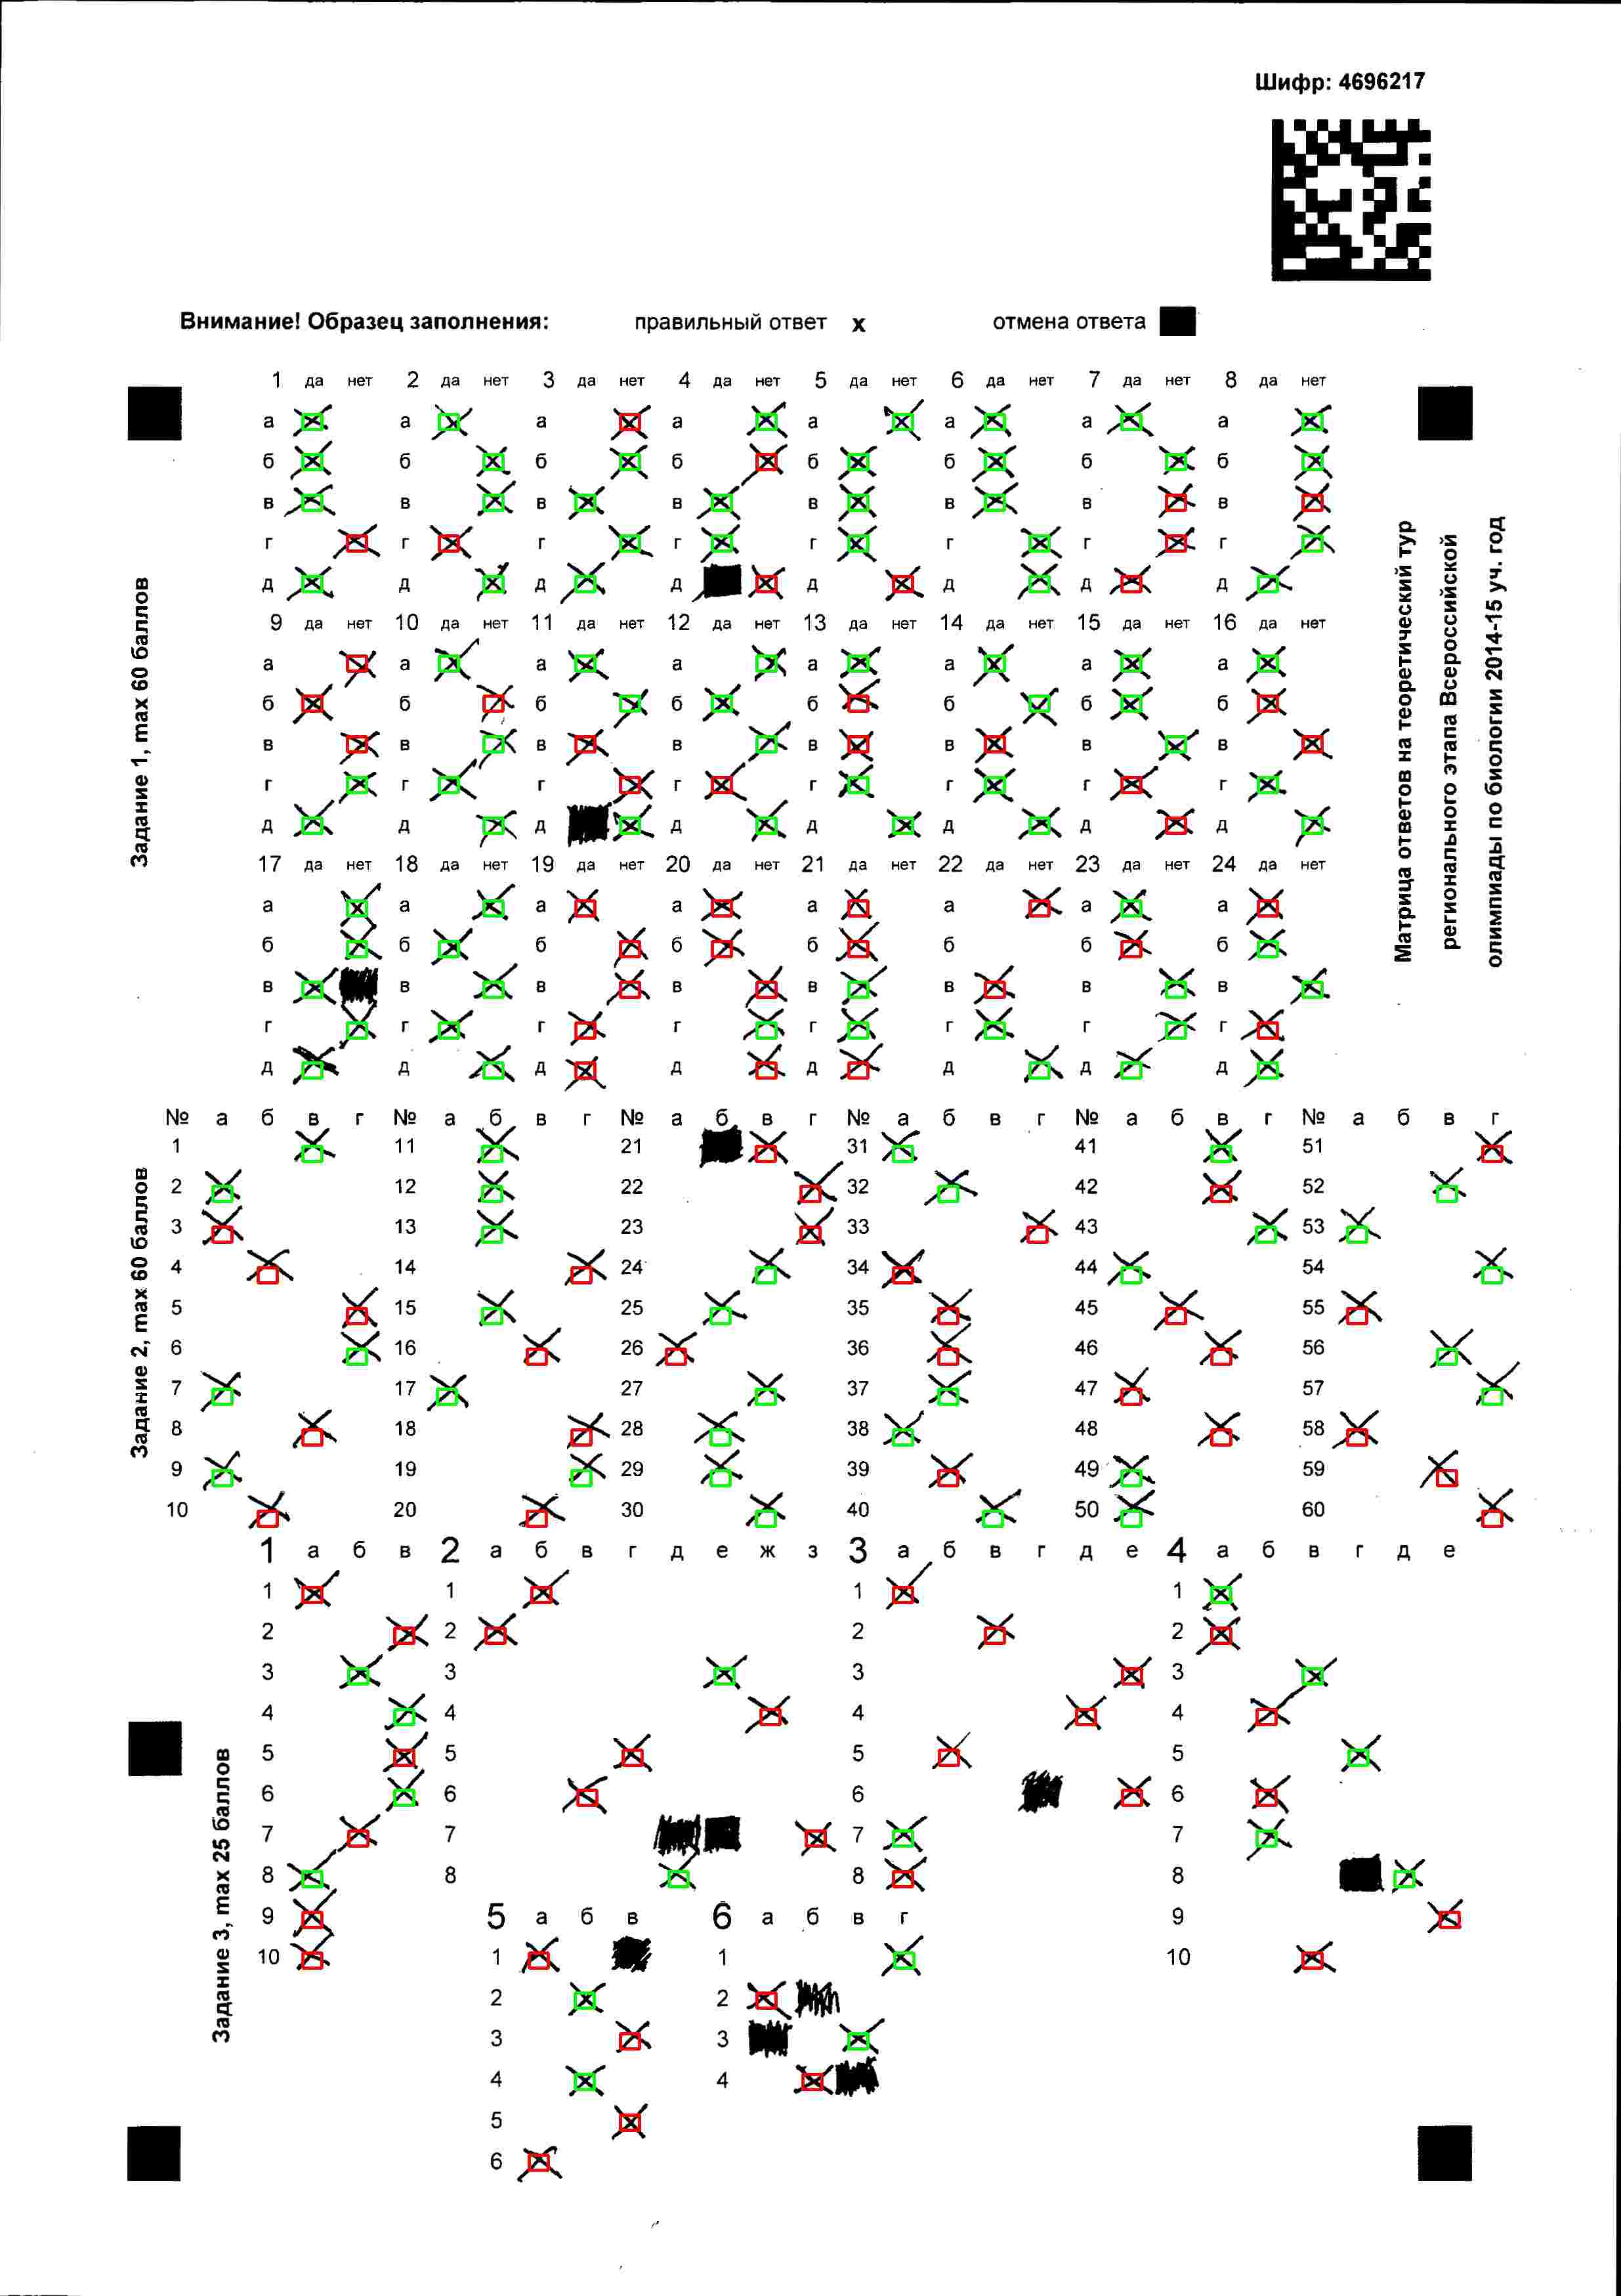 Шифр: 4696217
Внимание! Образец заполнения: правильный ответ х отмена ответа
1 да нет 2 да нет 3 да нет 4 да нет 5 да нет 6 да нет 7 да нет 8 да нет
а а а а а а а а
б б б б б б б б
в в в в в в в в
г г г г г г г г
д д д д д д д д
9 да нет 10 да нет 11 да нет 12 да нет 13 да нет 14 да нет 15 да нет 16 да нет
а а а а а а а а
б б б б б б б б
в в в в в в в в
г г г г г г г г
д д д д д д д д
17 да нет 18 да нет 19 да нет 20 да нет 21 да нет 22 да нет 23 да нет 24 да нет
а а а а а а а а
б б б б б б б б
в в в в в в в в
г г г г г г г г
д д д д д д д д
Задание 1, max 60 баллов
Матрица ответов на теоретический тур
регионального этапа Всероссийской
олимпиады по биологии 2014-15 уч. год
№ а б в г № а б в г № а б в г № а б в г № а б в г № а б в г
1 11 21 31 41 51
2 12 22 32 42 52
3 13 23 33 43 53
4 14 24 34 44 54
5 15 25 35 45 55
6 16 26 36 46 56
7 17 27 37 47 57
8 18 28 38 48 58
9 19 29 39 49 59
10 20 30 40 50 60
Задание 2, max 60 баллов
1 а б в 2 а б в г д е ж з 3 а б в г д е 4 а б в г д е
1 1 1 1
2 2 2 2
3 3 3 3
4 4 4 4
5 5 5 5
6 6 6 6
7 7 7 7
8 8 8 8
9 5 а б в 6 а б в г 9
10 1 1 10
2 2
3 3
4 4
5
6
Задание 3, max 25 баллов